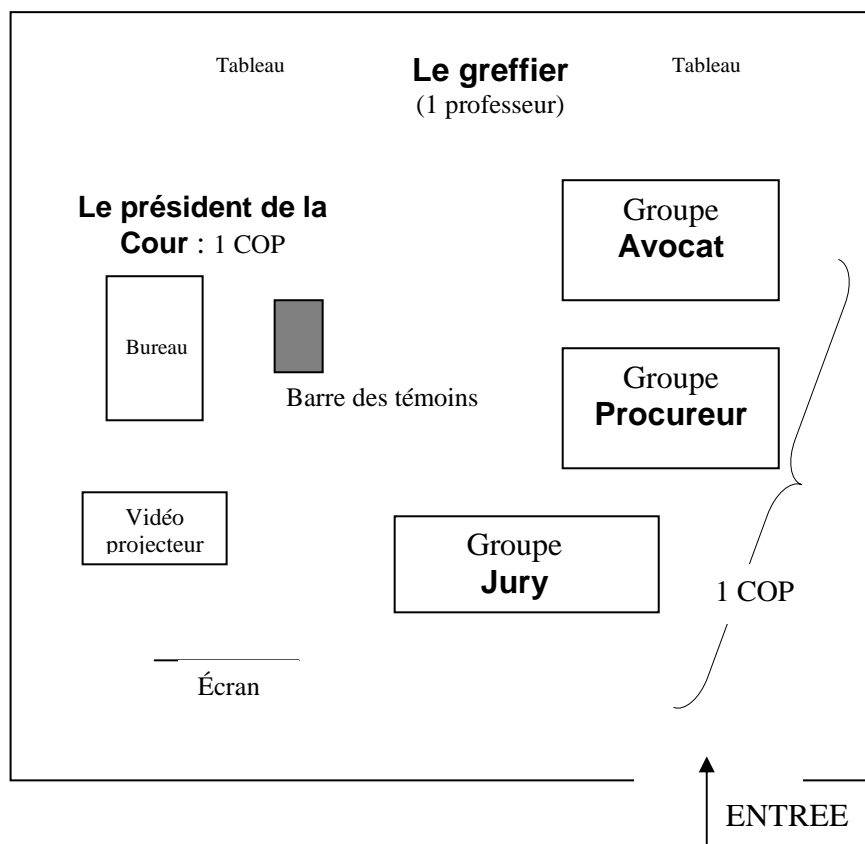 Tableau
Le greffier
(1 professeur)
Tableau
Le président de la
Cour : 1 COP
Groupe
Avocat
Bureau
Barre des témoins
Groupe
Procureur
Vidéo
projecteur
Groupe
Jury
1 COP
Écran
ENTREE